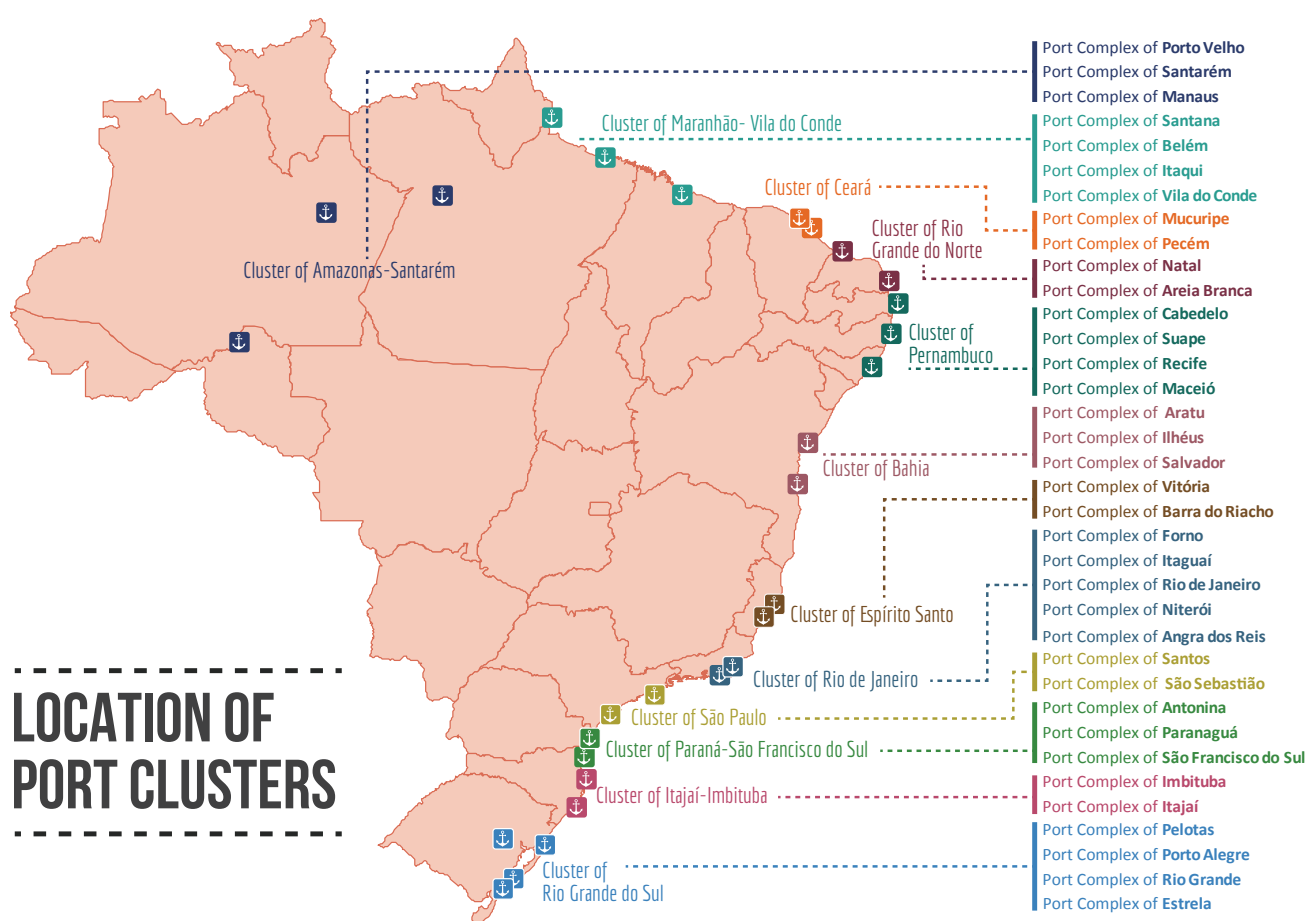 Port Complex of Porto Velho
Port Complex of Santarém
Port Complex of Manaus
Port Complex of Santana
Port Complex of Belém
Port Complex of Itaqui
Port Complex of Vila do Conde
Port Complex of Mucuripe
Port Complex of Pecém
Port Complex of Natal
Port Complex of Areia Branca
Port Complex of Cabedelo
Port Complex of Suape
Port Complex of Recife
Port Complex of Maceió
Port Complex of Aratu
Port Complex of Ilhéus
Port Complex of Salvador
Port Complex of Vitória
Port Complex of Barra do Riacho
Port Complex of Forno
Port Complex of Itaguaí
Port Complex of Rio de Janeiro
Port Complex of Niterói
Port Complex of Angra dos Reis
Port Complex of Santos
Port Complex of São Sebastião
Port Complex of Antonina
Port Complex of Paranaguá
Port Complex of São Francisco do Sul
Port Complex of Imbituba
Port Complex of Itajaí
Port Complex of Pelotas
Port Complex of Porto Alegre
Port Complex of Rio Grande
Port Complex of Estrela
Cluster of Maranhão- Vila do Conde
Cluster of Ceará
Cluster of Rio
Grande do Norte
Cluster of Amazonas-Santarém
Cluster of
Pernambuco
Cluster of Bahia
Cluster of Espírito Santo
Cluster of Rio de Janeiro
Cluster of São Paulo
Cluster of Paraná-São Francisco do Sul
Cluster of Itajaí-Imbituba
Cluster of
Rio Grande do Sul
LOCATION OF
PORT CLUSTERS